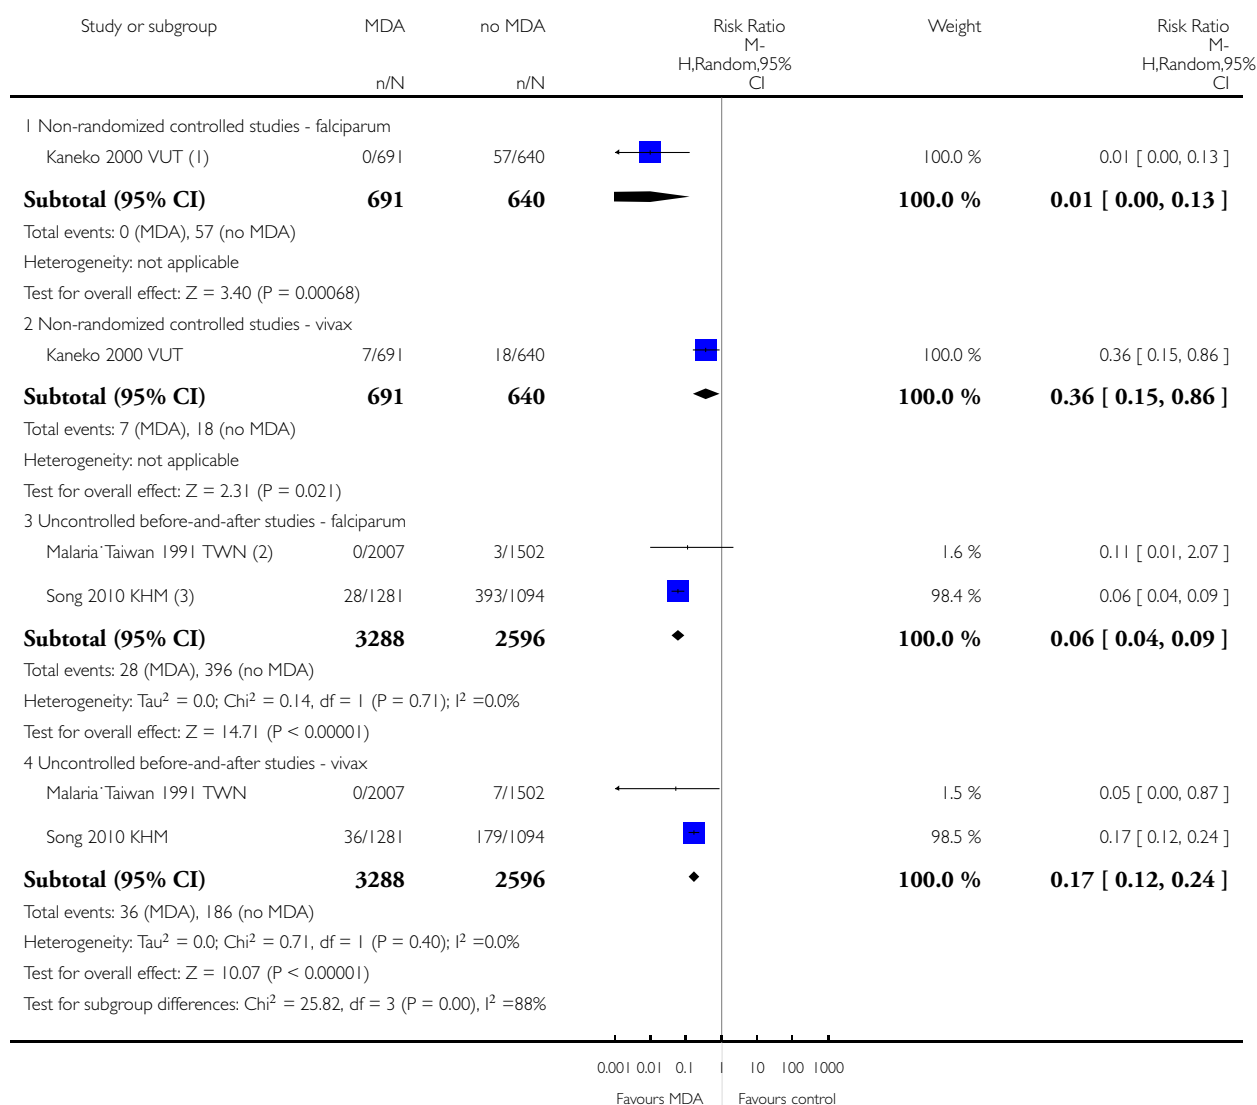 Study or subgroup MDA no MDA Risk Ratio Weight Risk Ratio
M- M-
H,Random,95% H,Random,95%
n/N n/N CI CI
1 Non-randomized controlled studies - falciparum
Kaneko 2000 VUT (1) 0/691 57/640 100.0 % 0.01 [ 0.00, 0.13 ]
Subtotal (95% CI) 691 640 100.0 % 0.01 [ 0.00, 0.13 ]
Total events: 0 (MDA), 57 (no MDA)
Heterogeneity: not applicable
Test for overall effect: Z = 3.40 (P = 0.00068)
2 Non-randomized controlled studies - vivax
Kaneko 2000 VUT 7/691 18/640 100.0 % 0.36 [ 0.15, 0.86 ]
Subtotal (95% CI) 691 640 100.0 % 0.36 [ 0.15, 0.86 ]
Total events: 7 (MDA), 18 (no MDA)
Heterogeneity: not applicable
Test for overall effect: Z = 2.31 (P = 0.021)
3 Uncontrolled before-and-after studies - falciparum
Malaria˙Taiwan 1991 TWN (2) 0/2007 3/1502 1.6 % 0.11 [ 0.01, 2.07 ]
Song 2010 KHM (3) 28/1281 393/1094 98.4 % 0.06 [ 0.04, 0.09 ]
Subtotal (95% CI) 3288 2596 100.0 % 0.06 [ 0.04, 0.09 ]
Total events: 28 (MDA), 396 (no MDA)
Heterogeneity: Tau² = 0.0; Chi² = 0.14, df = 1 (P = 0.71); I² =0.0%
Test for overall effect: Z = 14.71 (P < 0.00001)
4 Uncontrolled before-and-after studies - vivax
Malaria˙Taiwan 1991 TWN 0/2007 7/1502 1.5 % 0.05 [ 0.00, 0.87 ]
Song 2010 KHM 36/1281 179/1094 98.5 % 0.17 [ 0.12, 0.24 ]
Subtotal (95% CI) 3288 2596 100.0 % 0.17 [ 0.12, 0.24 ]
Total events: 36 (MDA), 186 (no MDA)
Heterogeneity: Tau² = 0.0; Chi² = 0.71, df = 1 (P = 0.40); I² =0.0%
Test for overall effect: Z = 10.07 (P < 0.00001)
Test for subgroup differences: Chi² = 25.82, df = 3 (P = 0.00), I² =88%
0.001 0.01 0.1 1 10 100 1000
Favours MDA Favours control